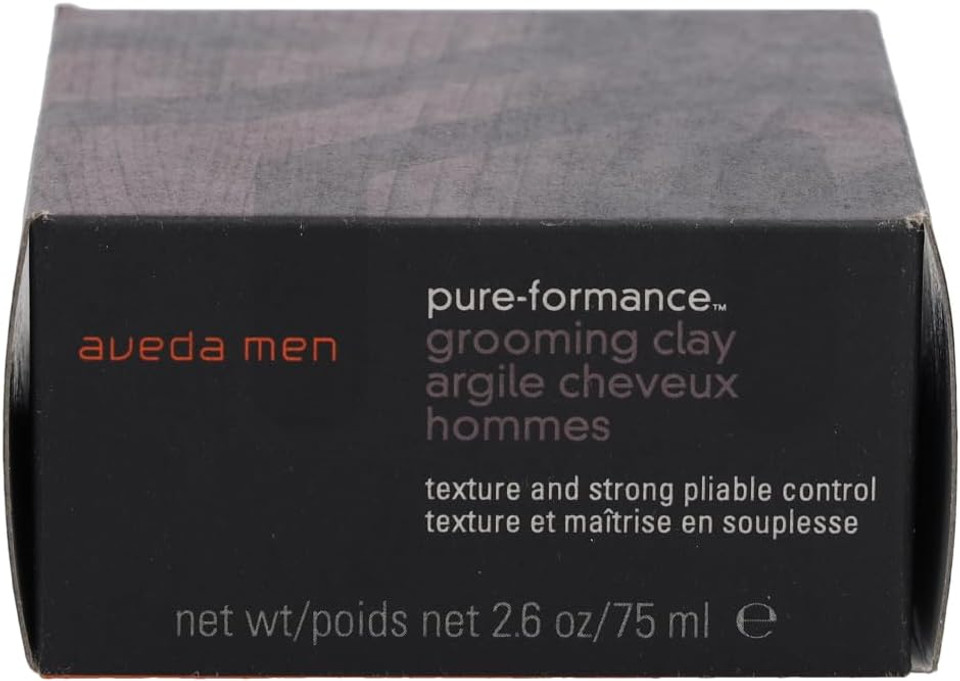 aveda men
pure-formance™
grooming clay
argile cheveux
hommes
texture and strong pliable control
texture et maîtrise en souplesse
net wt/poids net 2.6 oz/75 ml ℮